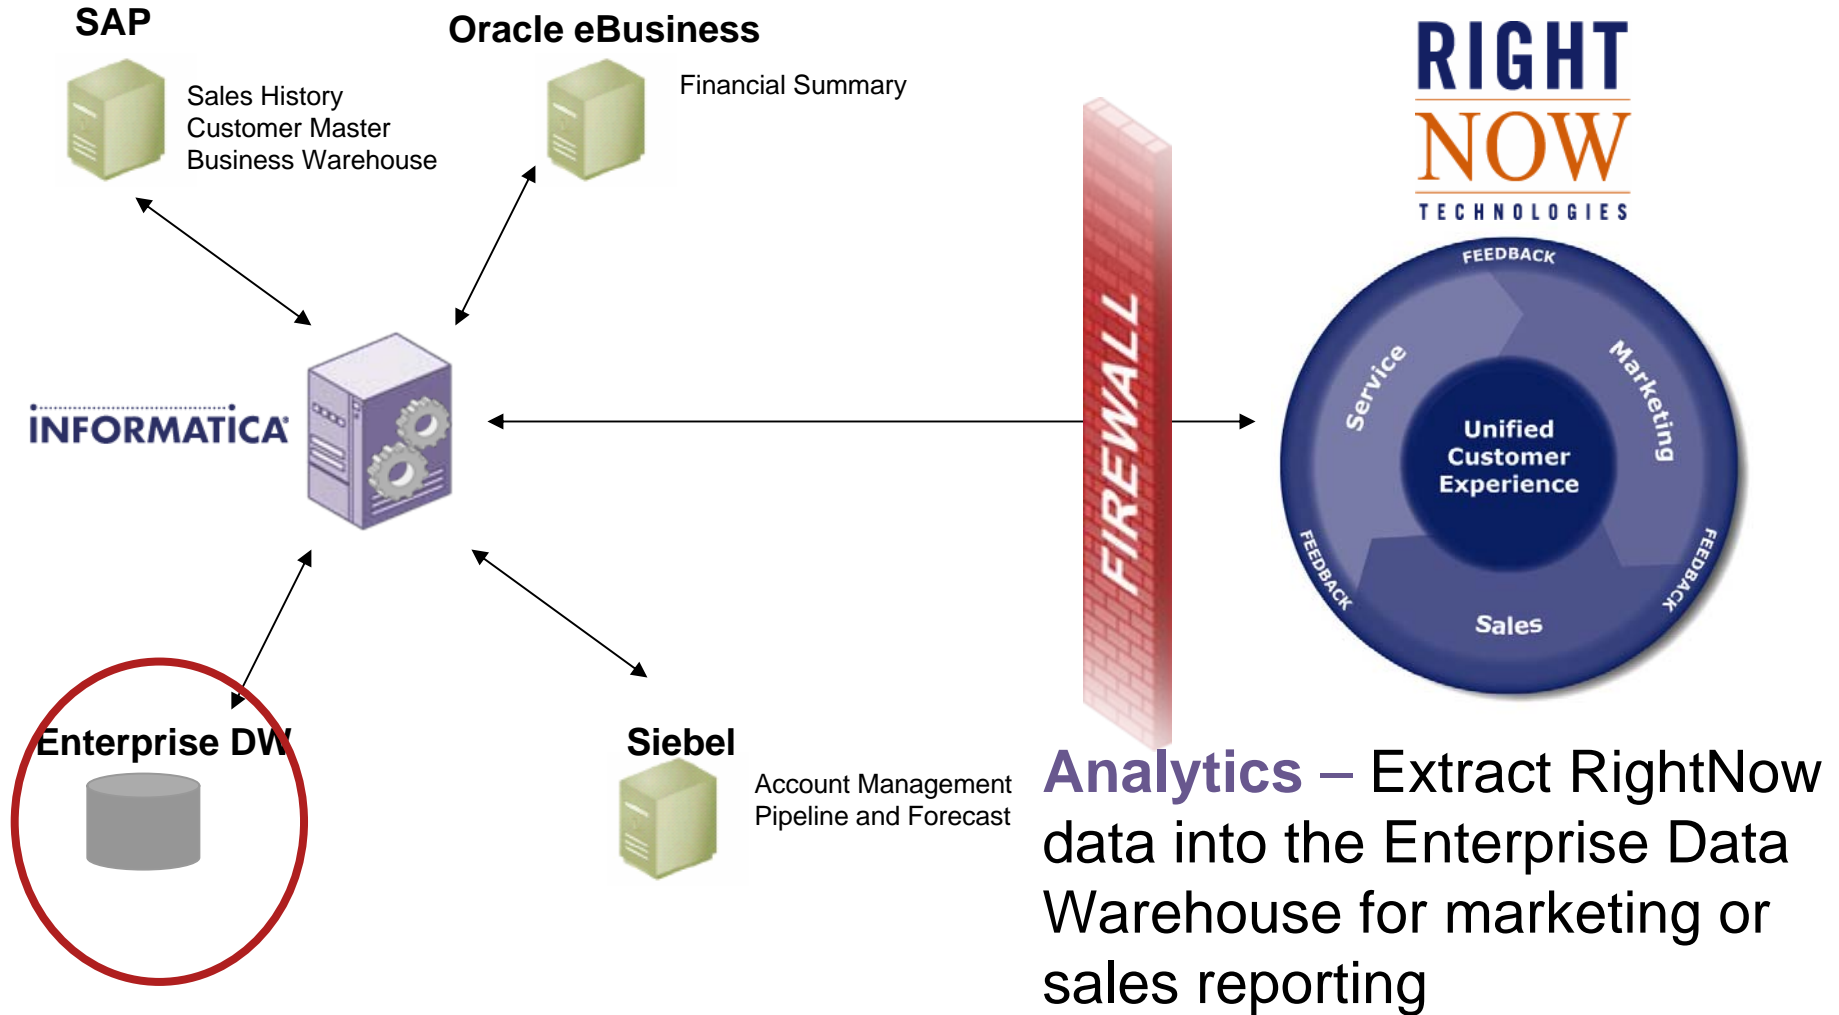 SAP
Oracle eBusiness
Sales History
Customer Master
Business Warehouse
Financial Summary
RIGHT
NOW
TECHNOLOGIES
INFORMATICA®
FIREWALL
FEEDBACK
Service
Marketing
Unified
Customer
Experience
FEEDBACK
FEEDBACK
Sales
Enterprise DW
Siebel
Account Management
Pipeline and Forecast
Analytics – Extract RightNow
data into the Enterprise Data
Warehouse for marketing or
sales reporting